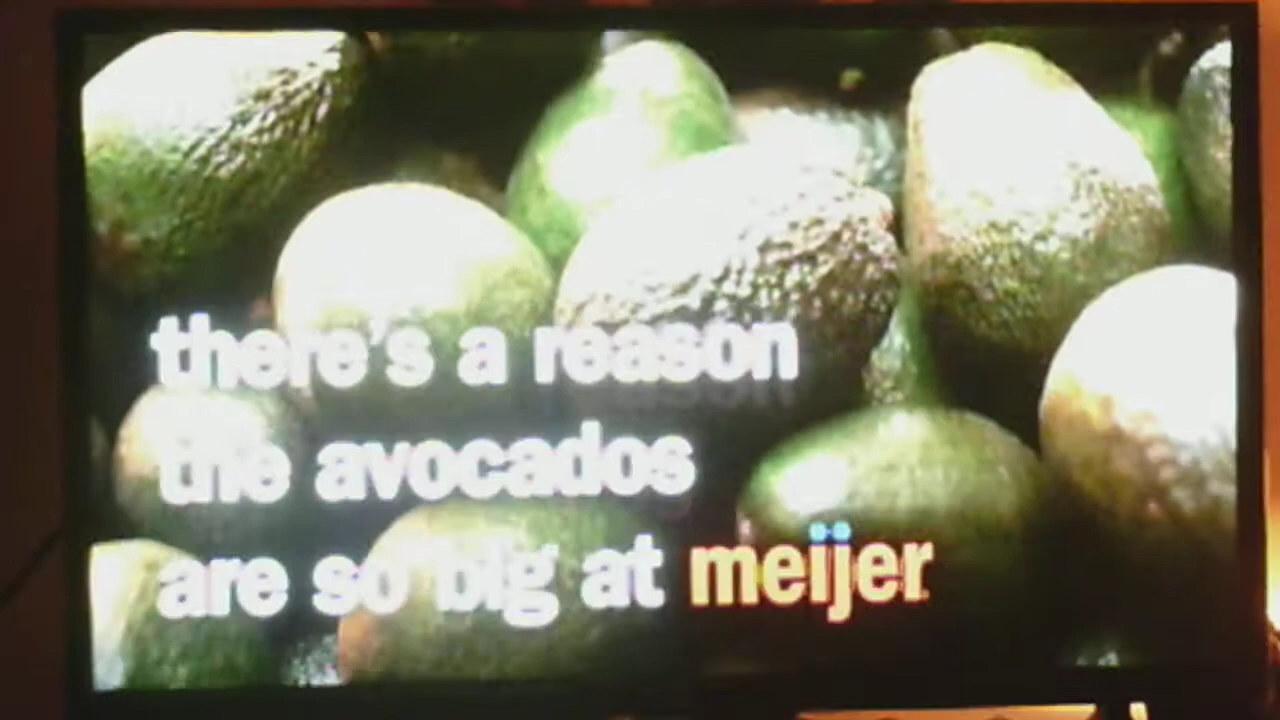 there's a reason
the avocados
are so big at meijer